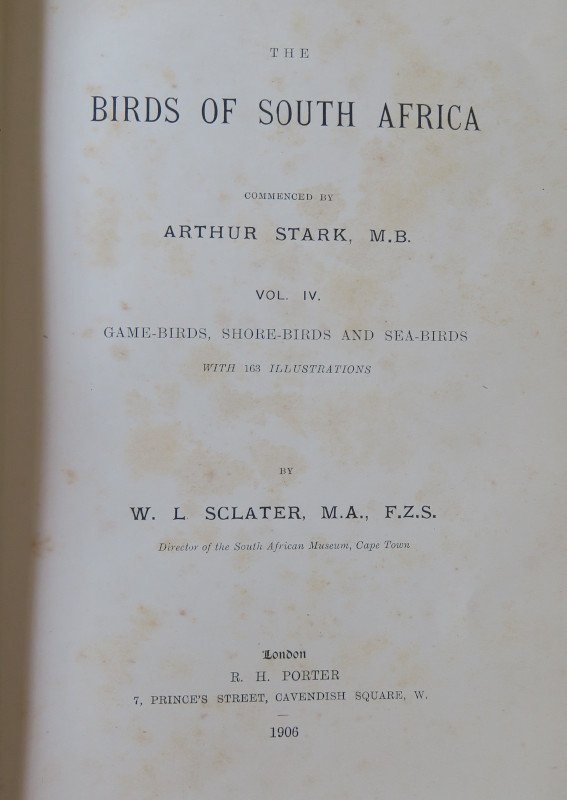 THE
BIRDS OF SOUTH AFRICA
COMMENCED BY
ARTHUR STARK, M.B.
VOL. IV.
GAME-BIRDS, SHORE-BIRDS AND SEA-BIRDS
WITH 163 ILLUSTRATIONS
BY
W. L SCLATER, M.A., F.Z.S.
Director of the South African Museum, Cape Town
London
R. H. PORTER
7, PRINCE'S STREET, CAVENDISH SQUARE, W.
1906